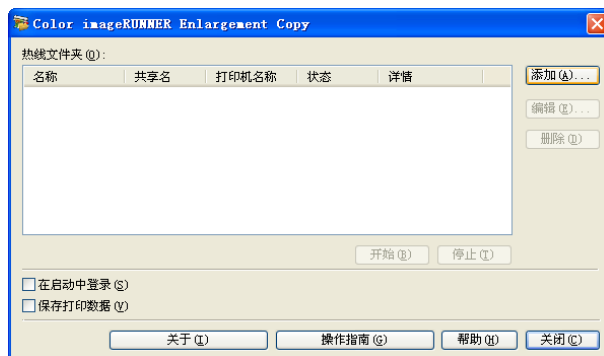 Color imageRUNNER Enlargement Copy
热线文件夹(O):
名称 共享名 打印机名称 状态 详情
添加(A)...
编辑(E)...
删除(D)
开始(B) 停止(T)
在启动中登录(S)
保存打印数据(V)
关于(I) 操作指南(G) 帮助(H) 关闭(C)